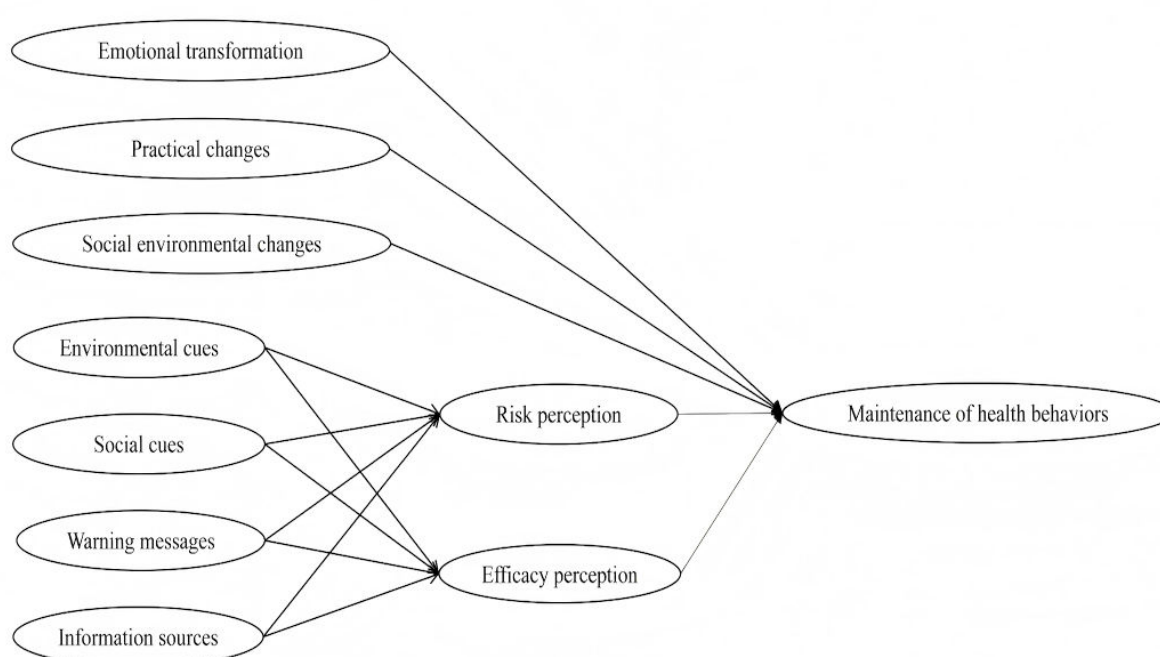 Emotional transformation
Practical changes
Social environmental changes
Environmental cues
Social cues
Warning messages
Information sources
Risk perception
Efficacy perception
Maintenance of health behaviors